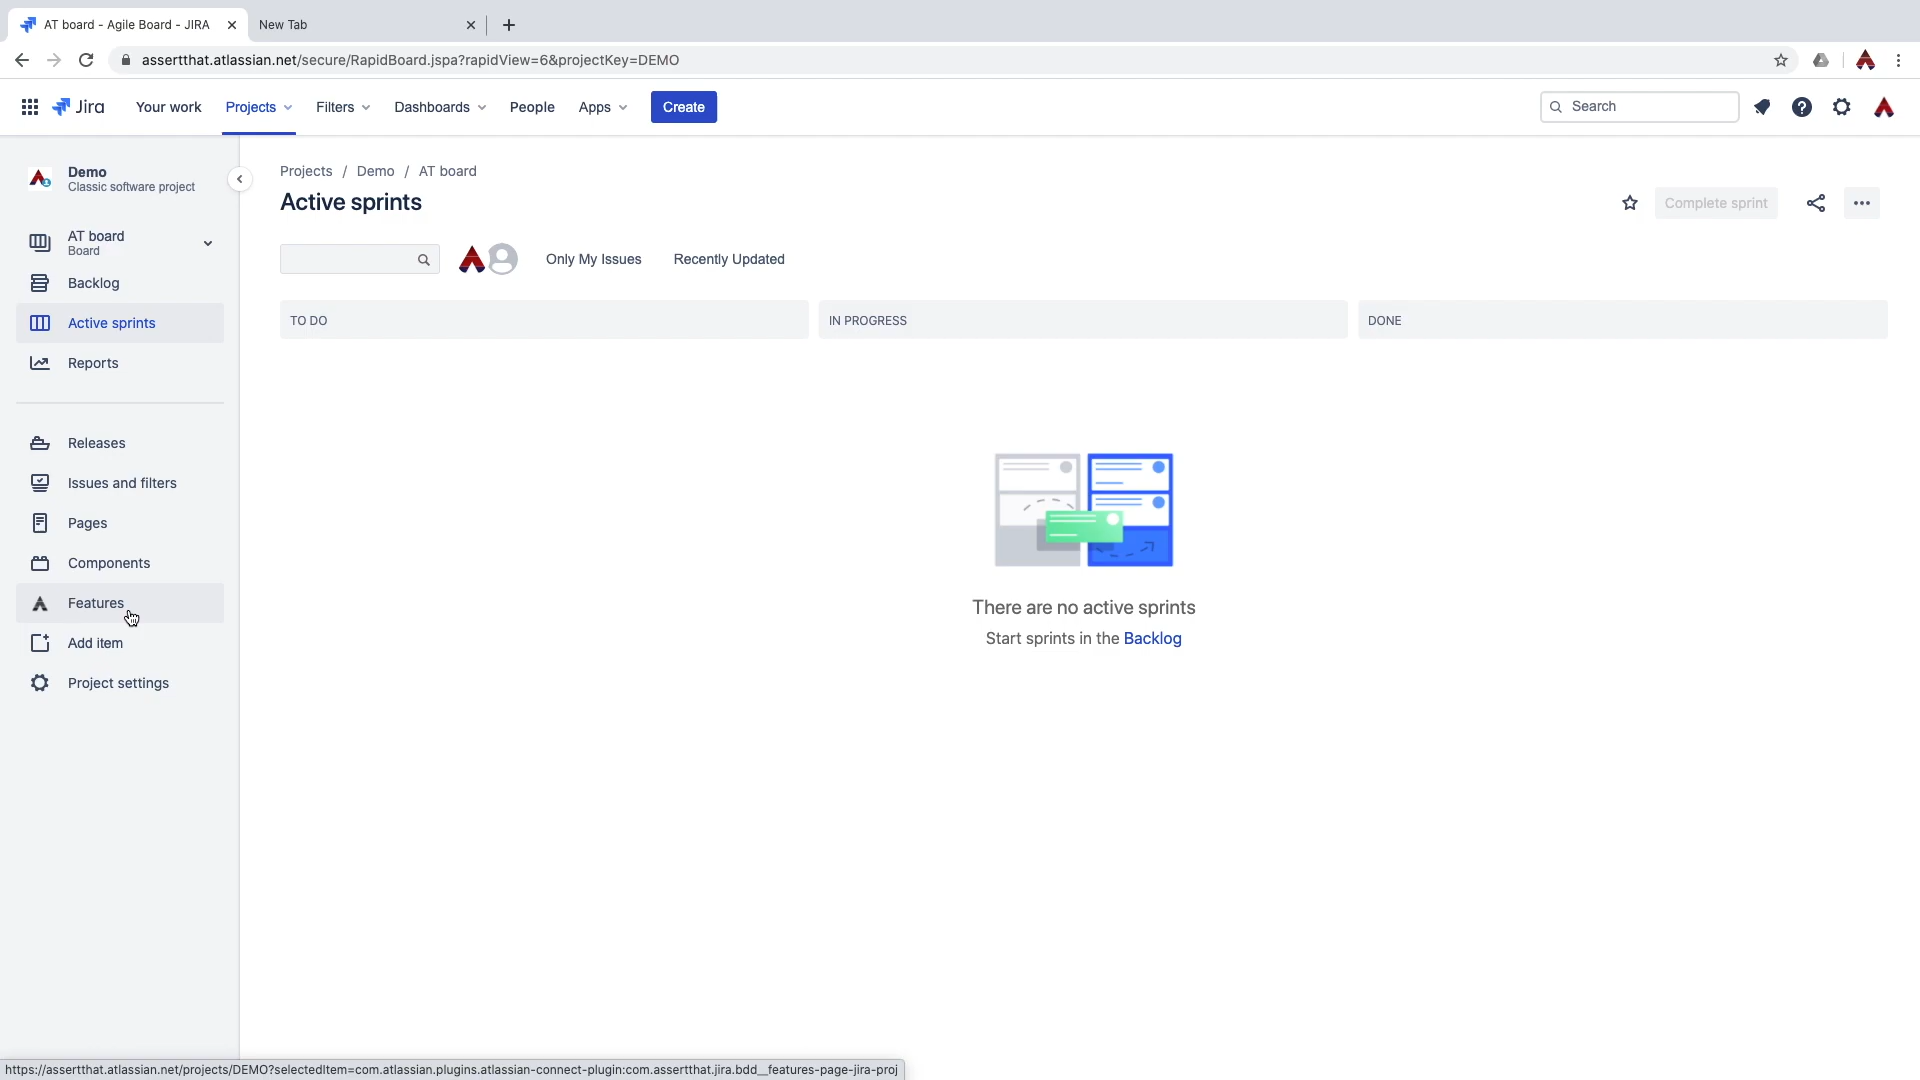 AT board - Agile Board - JIRA
New Tab
assertthat.atlassian.net/secure/RapidBoard.jspa?rapidView=6&projectKey=DEMO
Jira
Your work
Projects
Filters
Dashboards
People
Apps
Create
Search
Demo
Classic software project
AT board
Board
Backlog
Active sprints
Reports
Releases
Issues and filters
Pages
Components
Features
Add item
Project settings
Projects / Demo / AT board
Active sprints
Complete sprint
Only My Issues
Recently Updated
TO DO
IN PROGRESS
DONE
There are no active sprints
Start sprints in the Backlog
https://assertthat.atlassian.net/projects/DEMO?selectedItem=com.atlassian.plugins.atlassian-connect-plugin:com.assertthat.jira.bdd__features-page-jira-proj